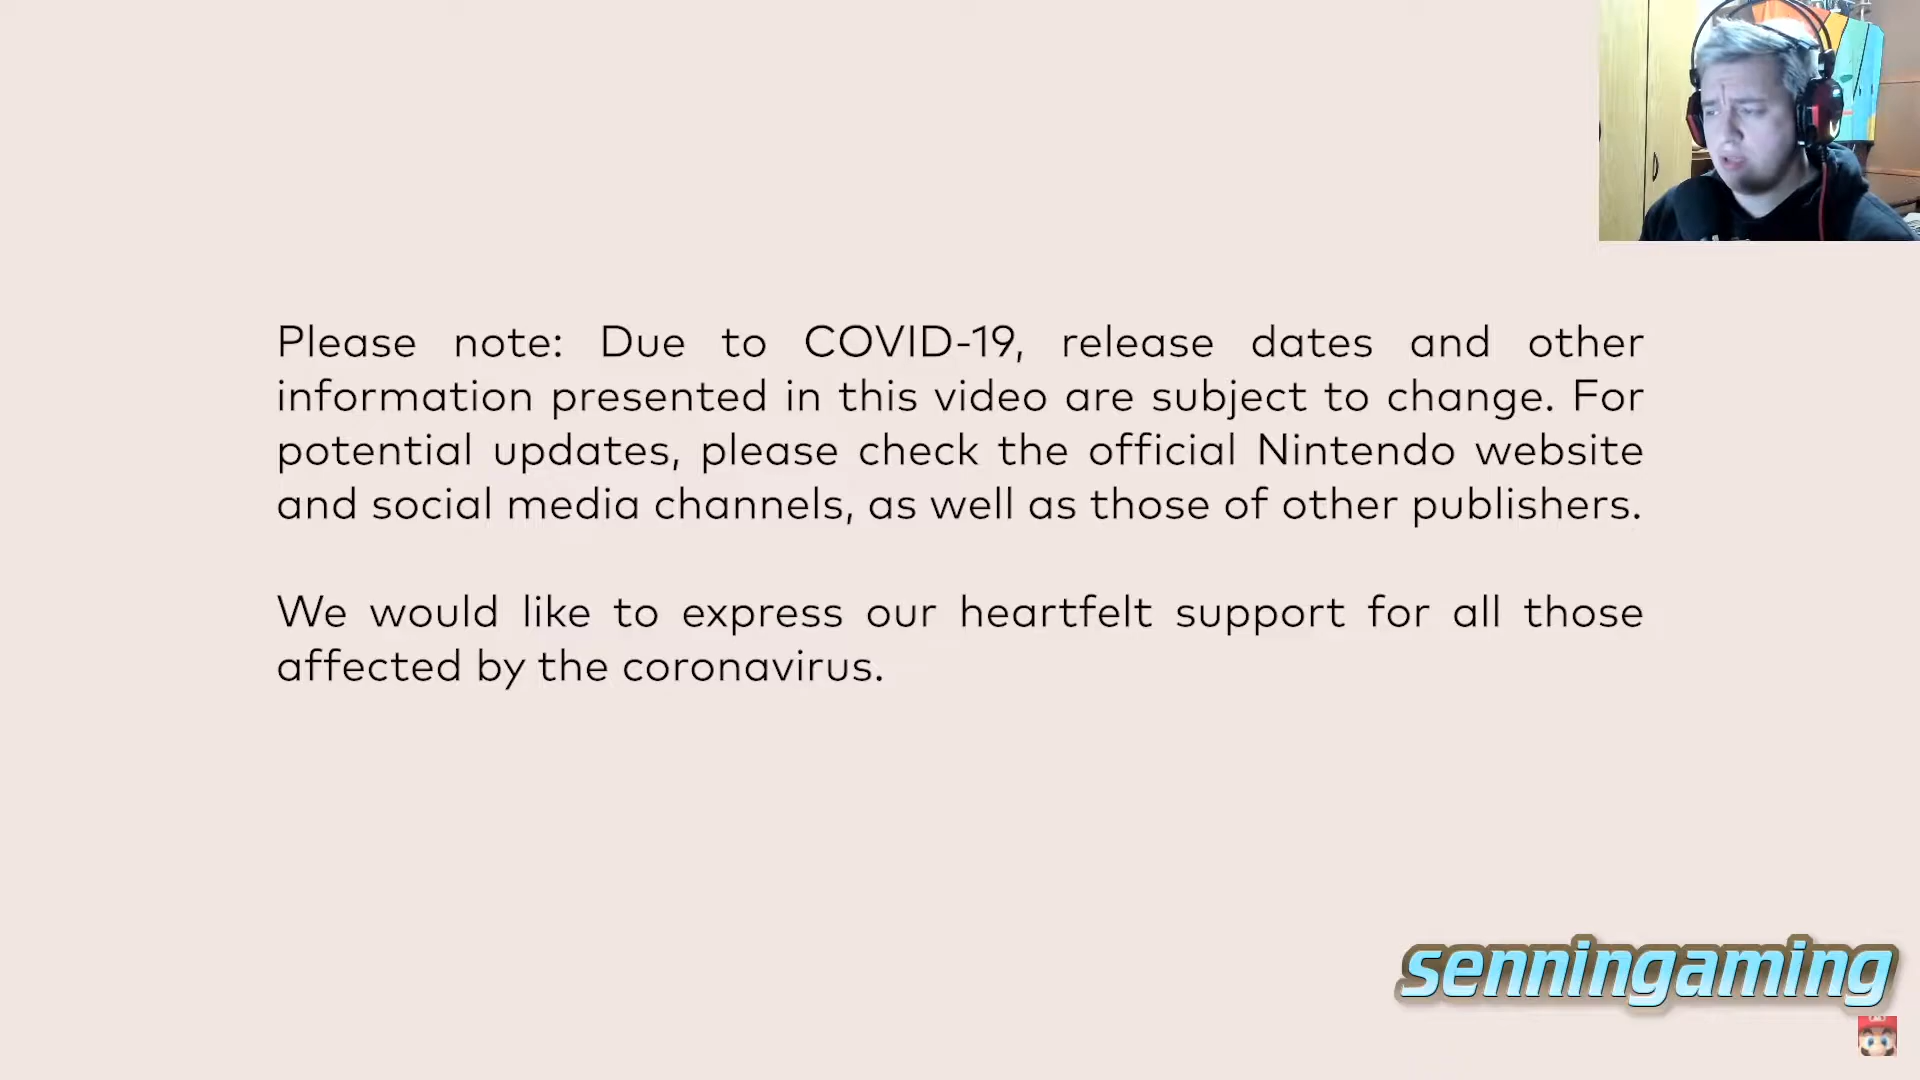 Please note: Due to COVID-19, release dates and other
information presented in this video are subject to change. For
potential updates, please check the official Nintendo website
and social media channels, as well as those of other publishers.
We would like to express our heartfelt support for all those
affected by the coronavirus.
senningaming